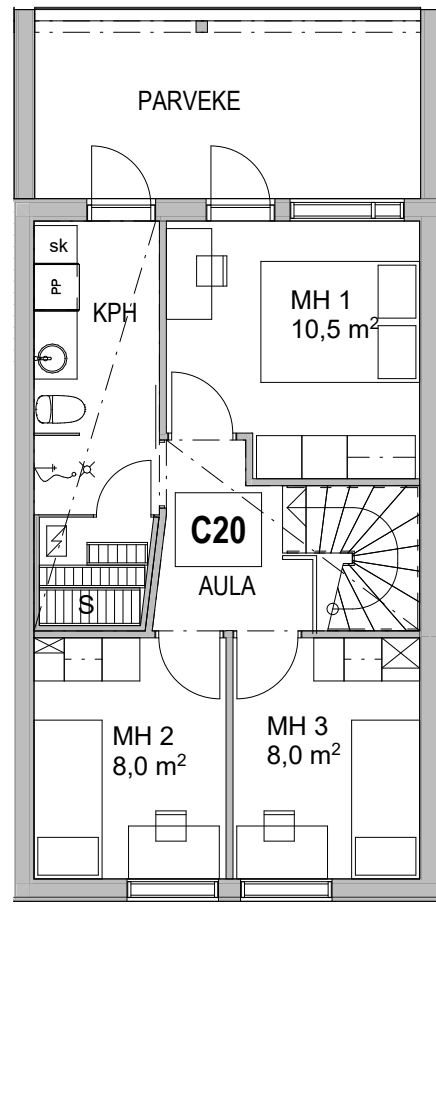 PARVEKE
sk
PP
KPH
MH 1
10,5 m²
C20
AULA
S
MH 2
8,0 m²
MH 3
8,0 m²